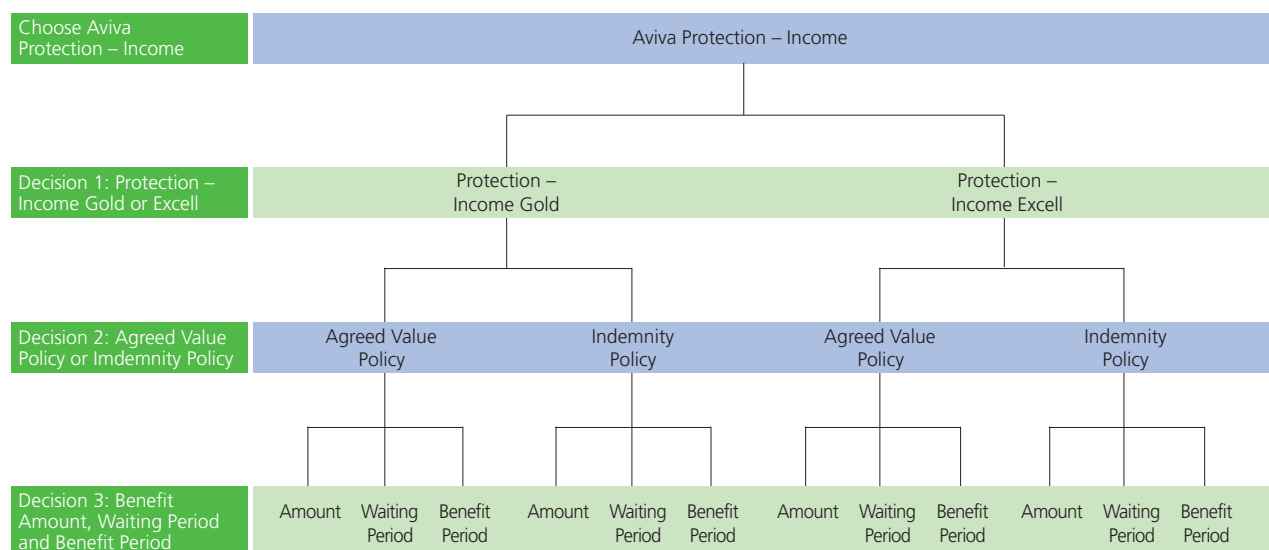 Choose Aviva
Protection – Income
Aviva Protection – Income
Decision 1: Protection –
Income Gold or Excell
Protection –
Income Gold
Protection –
Income Excell
Decision 2: Agreed Value
Policy or Imdemnity Policy
Agreed Value
Policy
Indemnity
Policy
Agreed Value
Policy
Indemnity
Policy
Decision 3: Benefit
Amount, Waiting Period
and Benefit Period
Amount
Waiting
Period
Benefit
Period
Amount
Waiting
Period
Benefit
Period
Amount
Waiting
Period
Benefit
Period
Amount
Waiting
Period
Benefit
Period